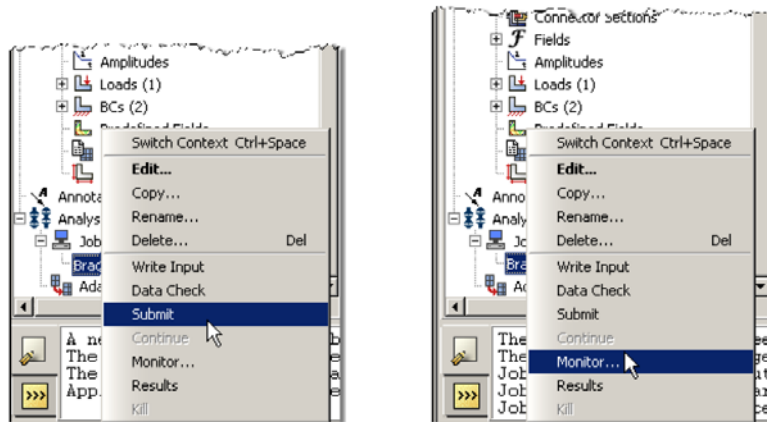 Amplitudes
Loads (1)
BCs (2)
Switch Context Ctrl+Space
Edit...
Copy...
Rename...
Delete... Del
Write Input
Data Check
Submit
Continue
Monitor...
Results
Kill
A ne
The
The
App.
Connector Sections
Fields
Amplitudes
Loads (1)
BCs (2)
Switch Context Ctrl+Space
Edit...
Copy...
Rename...
Delete... Del
Write Input
Data Check
Submit
Continue
Monitor...
Results
Kill
The
The
Job
Job